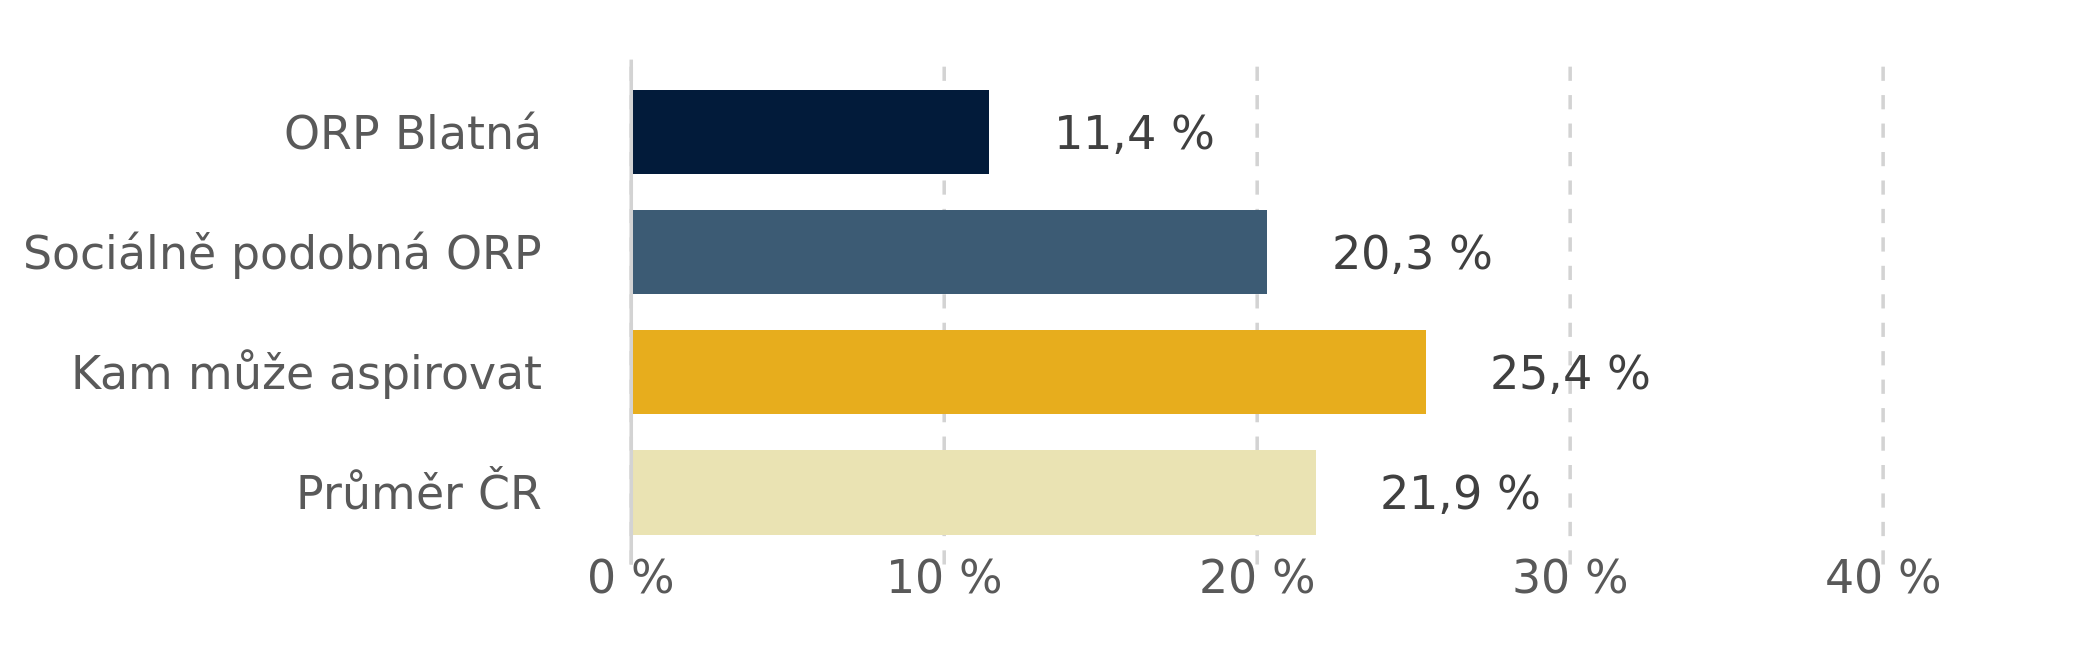 ORP Blatná 11,4 %
Sociálně podobná ORP 20,3 %
Kam může aspirovat 25,4 %
Průměr ČR 21,9 %
0 % 10 % 20 % 30 % 40 %